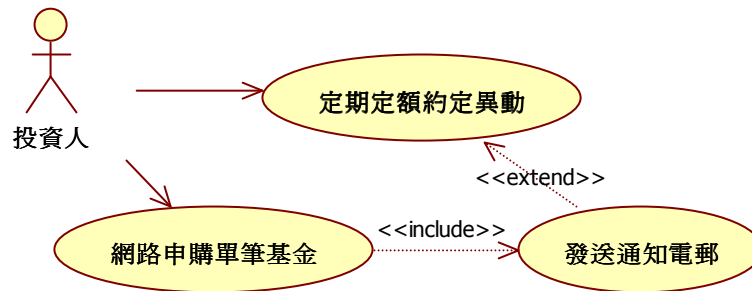 定期定額約定異動
投資人
<<extend>>
<<include>>
網路申購單筆基金
發送通知電郵